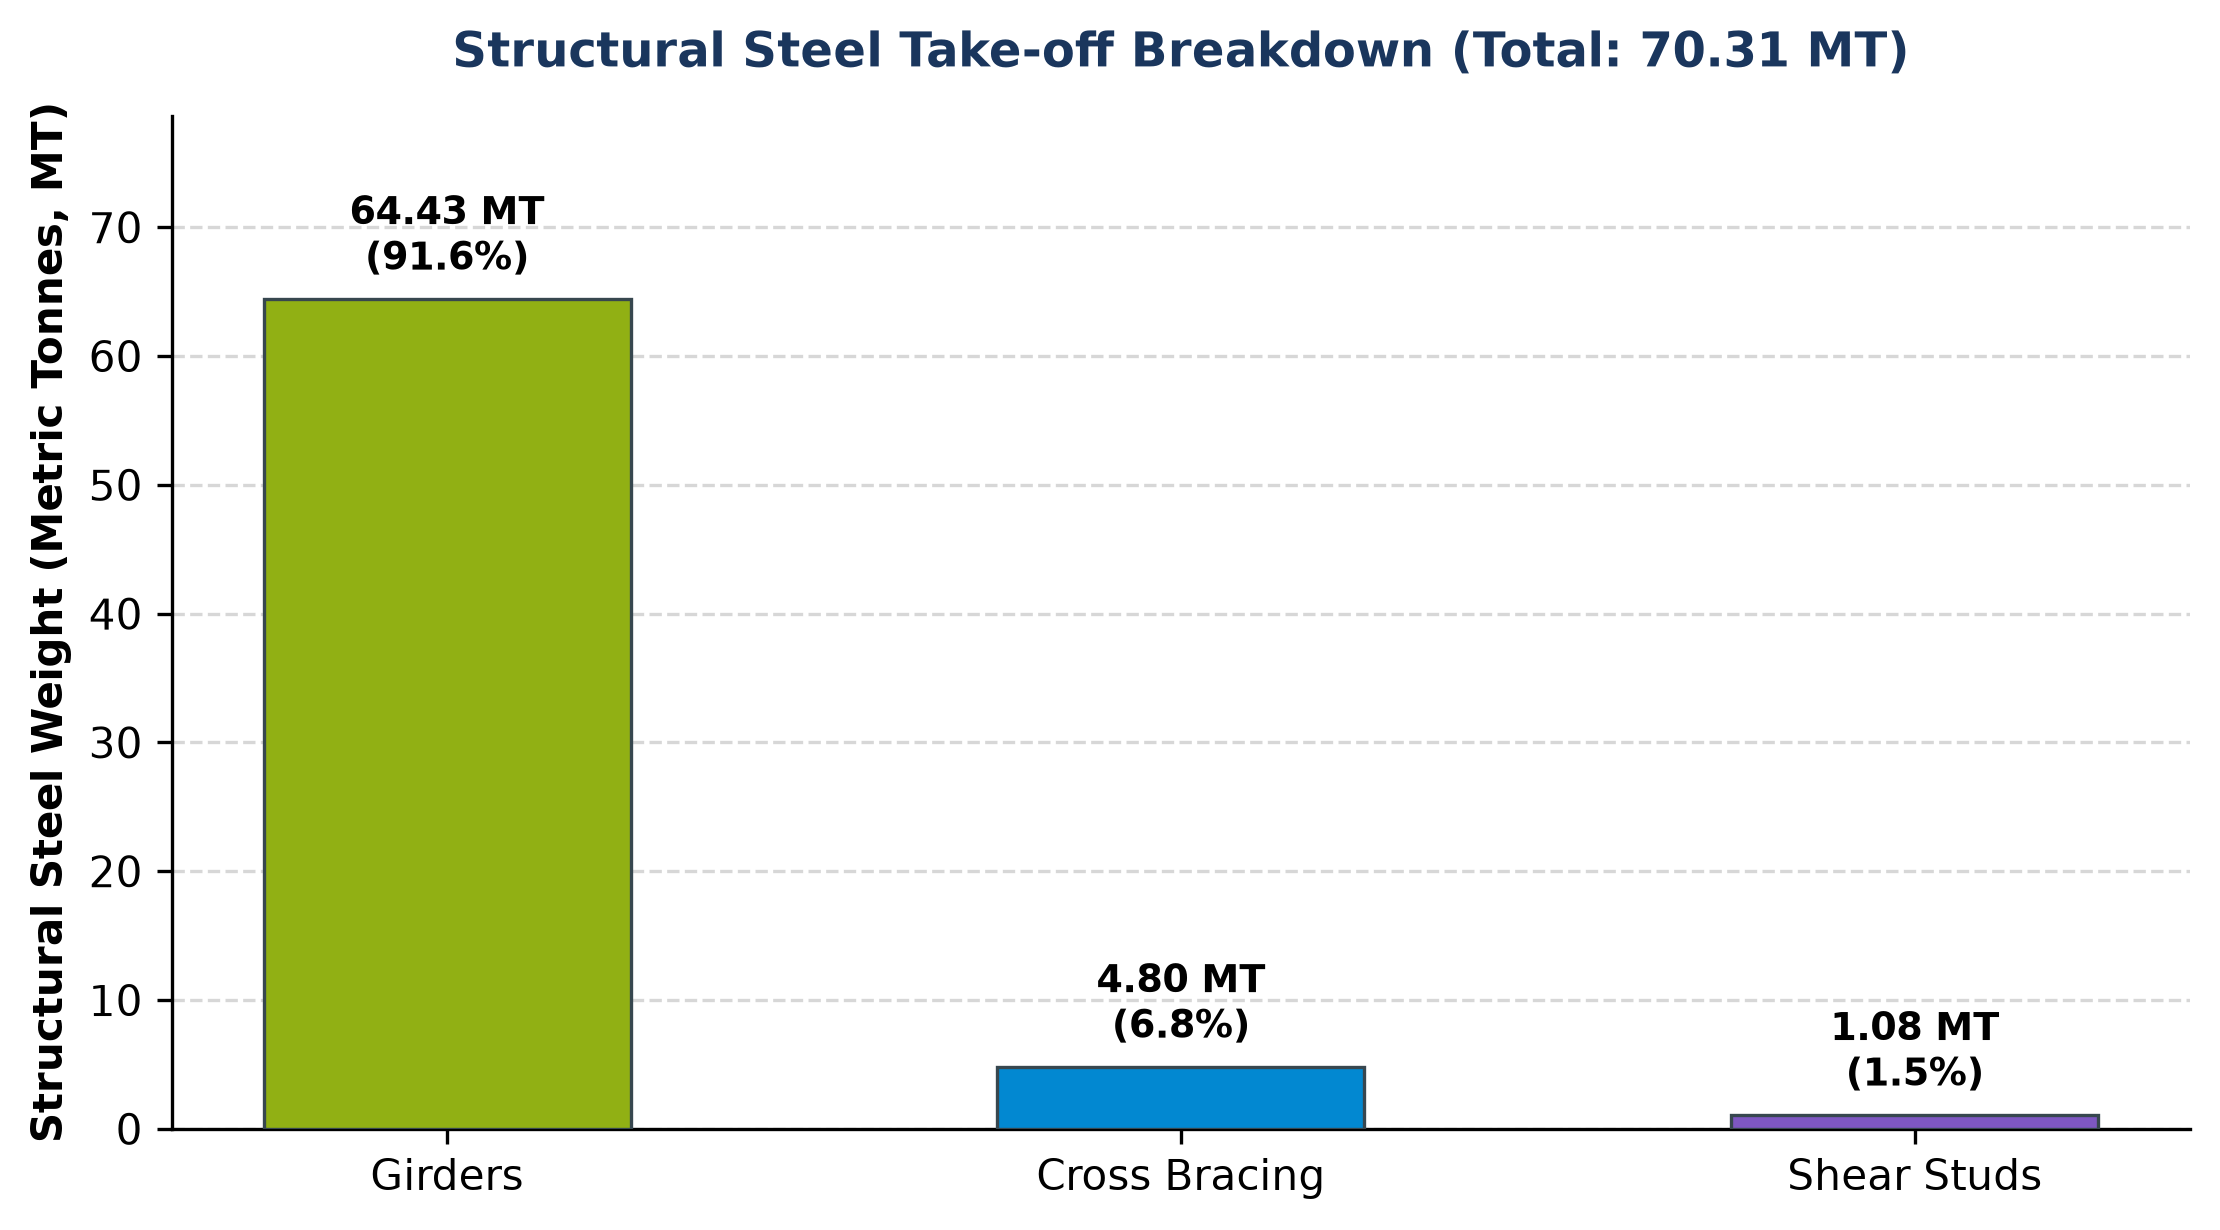 Structural Steel Take-off Breakdown (Total: 70.31 MT)
Structural Steel Weight (Metric Tonnes, MT)
70
60
50
40
30
20
10
0
64.43 MT
(91.6%)
4.80 MT
(6.8%)
1.08 MT
(1.5%)
Girders
Cross Bracing
Shear Studs